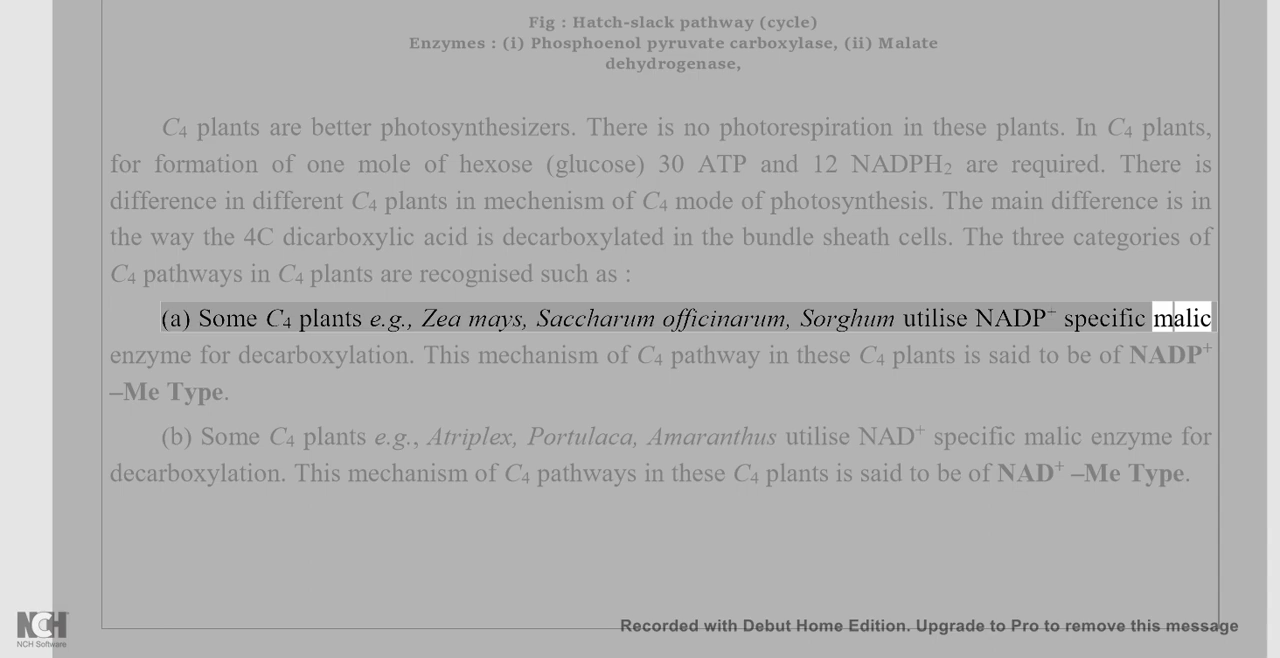 Fig : Hatch-slack pathway (cycle)
Enzymes : (i) Phosphoenol pyruvate carboxylase, (ii) Malate
dehydrogenase,
C₄ plants are better photosynthesizers. There is no photorespiration in these plants. In C₄ plants,
for formation of one mole of hexose (glucose) 30 ATP and 12 NADPH₂ are required. There is
difference in different C₄ plants in mechenism of C₄ mode of photosynthesis. The main difference is in
the way the 4C dicarboxylic acid is decarboxylated in the bundle sheath cells. The three categories of
C₄ pathways in C₄ plants are recognised such as :
(a) Some C₄ plants e.g., Zea mays, Saccharum officinarum, Sorghum utilise NADP⁺ specific malic
enzyme for decarboxylation. This mechanism of C₄ pathway in these C₄ plants is said to be of NADP⁺
–Me Type.
(b) Some C₄ plants e.g., Atriplex, Portulaca, Amaranthus utilise NAD⁺ specific malic enzyme for
decarboxylation. This mechanism of C₄ pathways in these C₄ plants is said to be of NAD⁺ –Me Type.
NCH
NCH Software
Recorded with Debut Home Edition. Upgrade to Pro to remove this message